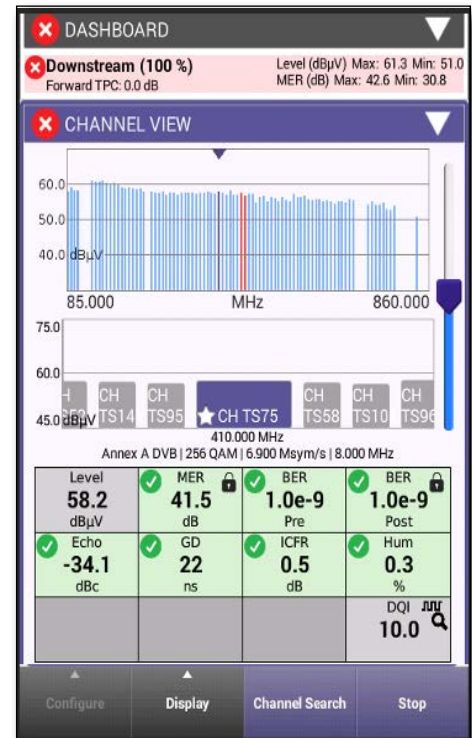 DASHBOARD
Downstream (100 %)
Forward TPC: 0.0 dB
Level (dBµV) Max: 61.3 Min: 51.0
MER (dB) Max: 42.6 Min: 30.8
CHANNEL VIEW
60.0
50.0
40.0 dBµV
85.000 MHz 860.000
75.0
60.0
CH CH CH CH CH CH
TS14 TS95 CH TS75 TS58 TS10 TS96
45.0 dBµV
410.000 MHz
Annex A DVB | 256 QAM | 6.900 Msym/s | 8.000 MHz
Level MER BER BER
58.2 41.5 1.0e-9 1.0e-9
dBµV dB Pre Post
Echo GD ICFR Hum
-34.1 22 0.5 0.3
dBc ns dB %
DQI
10.0
Configure Display Channel Search Stop